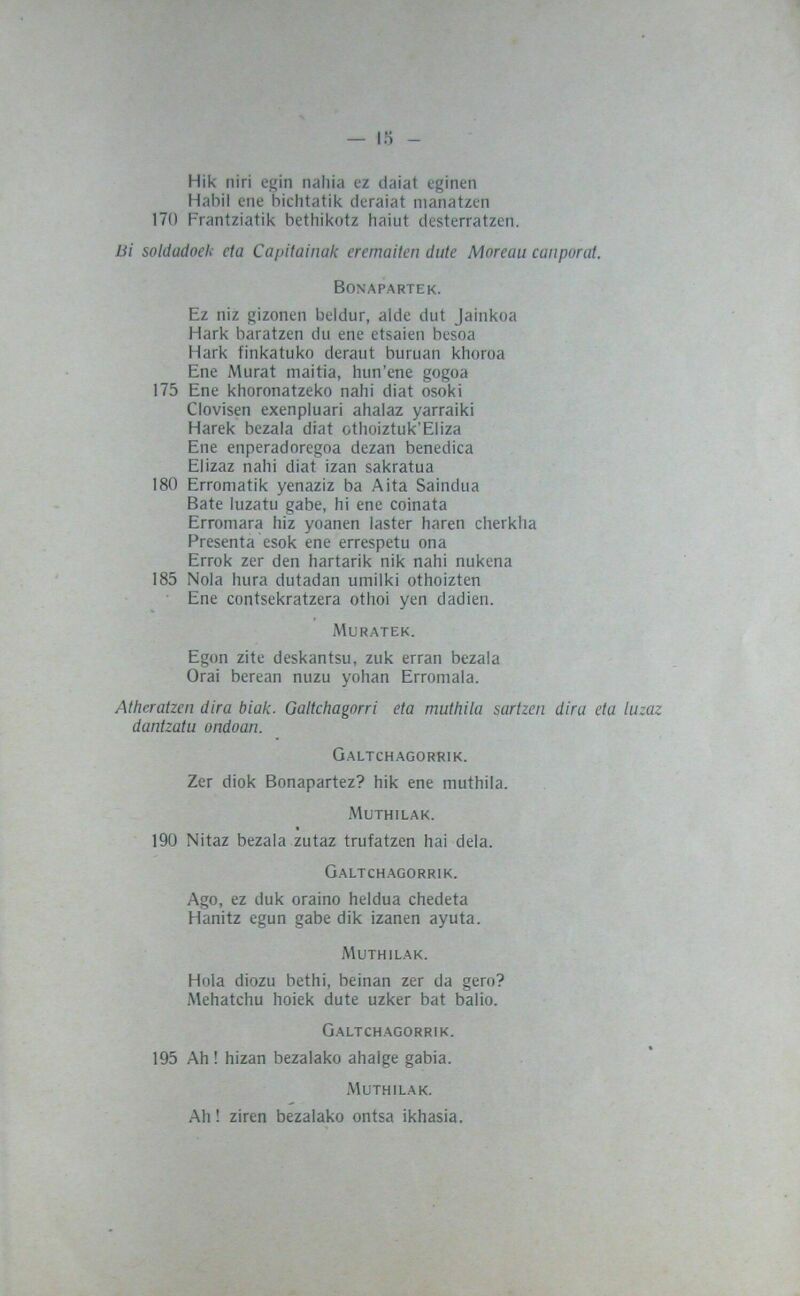 — 15 —
Hik niri egin nahia ez daiat eginen
Habil ene bichtatik deraiat manatzen
170 Frantziatik bethikotz haiut desterratzen.
Bi soldadoek eta Capitainak eremaiten dute Moreau canporat.
BONAPARTEK.
Ez niz gizonen beldur, alde dut Jainkoa
Hark baratzen du ene etsaien besoa
Hark finkatuko deraut buruan khoroa
Ene Murat maitia, hun'ene gogoa
175 Ene khoronatzeko nahi diat osoki
Clovisen exenpluari ahalaz yarraiki
Harek bezala diat othoiztuk'Eliza
Ene enperadoregoa dezan benedica
Elizaz nahi diat izan sakratua
180 Erromatik yenaziz ba Aita Saindua
Bate luzatu gabe, hi ene coinata
Erromara hiz yoanen laster haren cherkha
Presenta esok ene errespetu ona
Errok zer den hartarik nik nahi nukena
185 Nola hura dutadan umilki othoizten
Ene contsekratzera othoi yen dadien.
MURATEK.
Egon zite deskantsu, zuk erran bezala
Orai berean nuzu yohan Erromala.
Atheratzen dira biak. Galtchagorri eta muthila sartzen dira eta luzaz
dantzatu ondoan.
GALTCHAGORRIK.
Zer diok Bonapartez? hik ene muthila.
MUTHILAK.
190 Nitaz bezala zutaz trufatzen hai dela.
GALTCHAGORRIK.
Ago, ez duk oraino heldua chedeta
Hanitz egun gabe dik izanen ayuta.
MUTHILAK.
Hola diozu bethi, beinan zer da gero?
Mehatchu hoiek dute uzker bat balio.
GALTCHAGORRIK.
195 Ah! hizan bezalako ahalge gabia.
MUTHILAK.
Ah! ziren bezalako ontsa ikhasia.